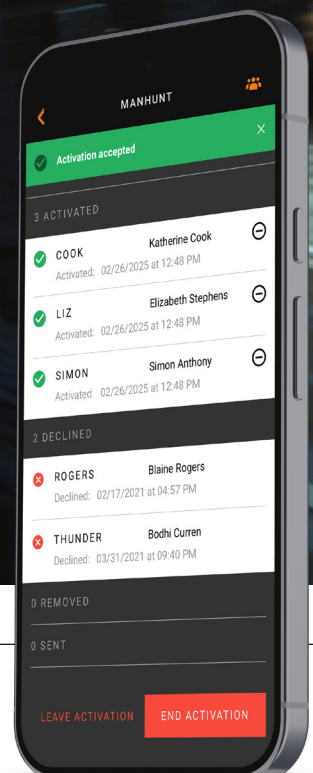 MANHUNT
Activation accepted X
3 ACTIVATED
COOK Katherine Cook
Activated: 02/26/2025 at 12:48 PM
LIZ Elizabeth Stephens
Activated: 02/26/2025 at 12:48 PM
SIMON Simon Anthony
Activated: 02/26/2025 at 12:48 PM
2 DECLINED
ROGERS Blaine Rogers
Declined: 02/17/2021 at 04:57 PM
THUNDER Bodhi Curren
Declined: 03/31/2021 at 09:40 PM
0 REMOVED
0 SENT
LEAVE ACTIVATION END ACTIVATION